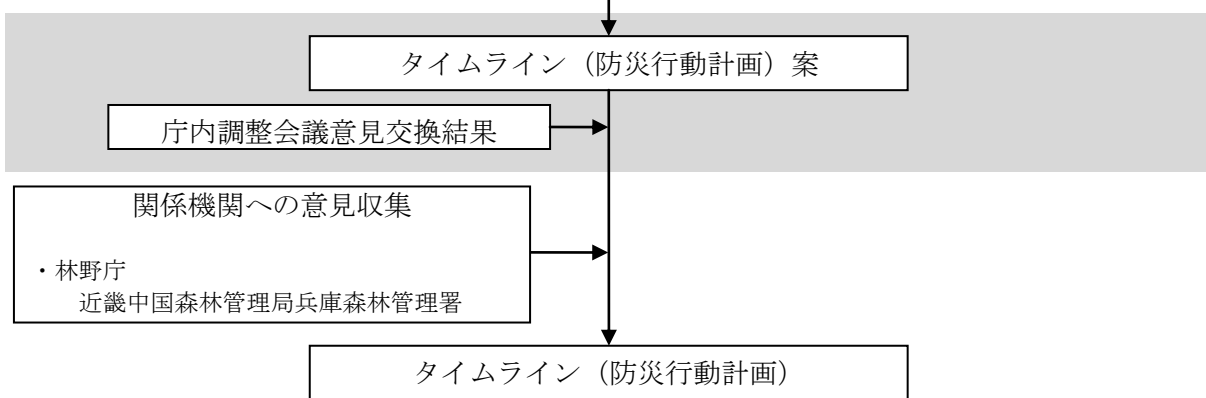 タイムライン（防災行動計画）案
庁内調整会議意見交換結果
関係機関への意見収集
・林野庁
近畿中国森林管理局兵庫森林管理署
タイムライン（防災行動計画）